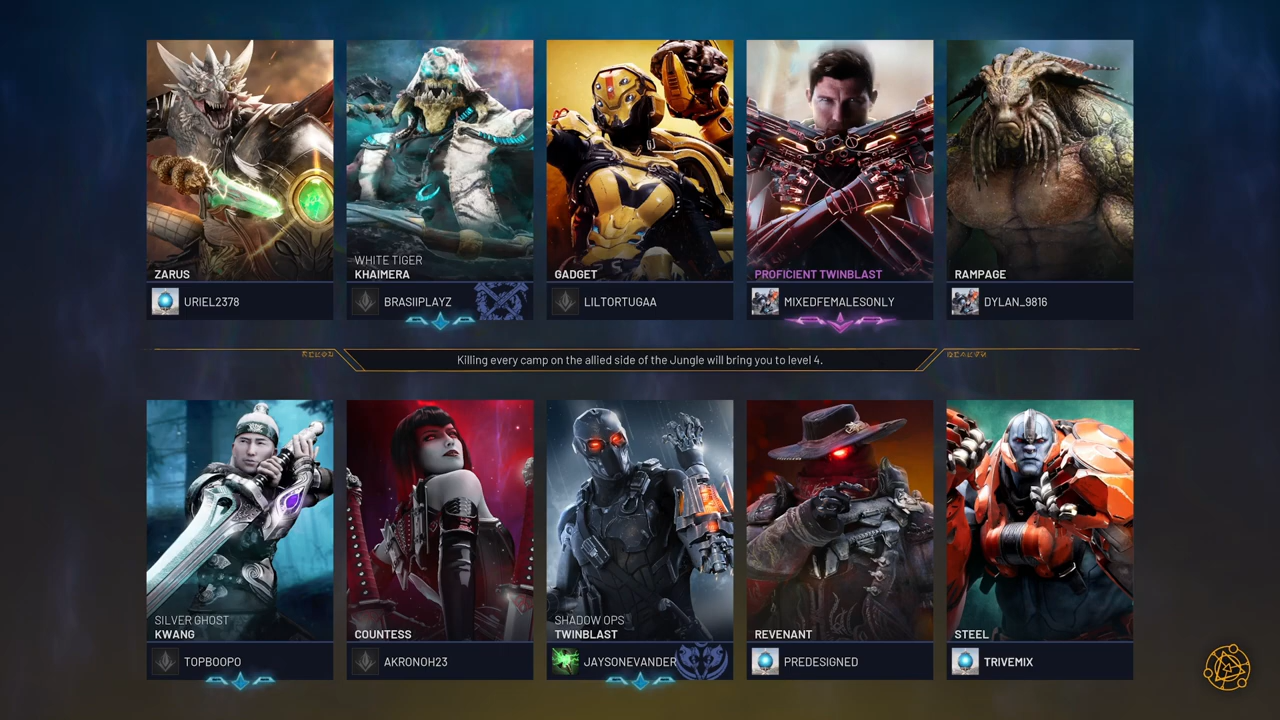 ZARUS
URIEL2378
WHITE TIGER
KHAIMERA
BRASIIPLAYZ
GADGET
LILTORTUGAA
PROFICIENT TWINBLAST
MIXEDFEMALESONLY
RAMPAGE
DYLAN_9816
Killing every camp on the allied side of the Jungle will bring you to level 4.
SILVER GHOST
KWANG
TOPBOOPO
COUNTESS
AKRONOH23
SHADOW OPS
TWINBLAST
JAYSONEVANDER
REVENANT
PREDESIGNED
STEEL
TRIVEMIX